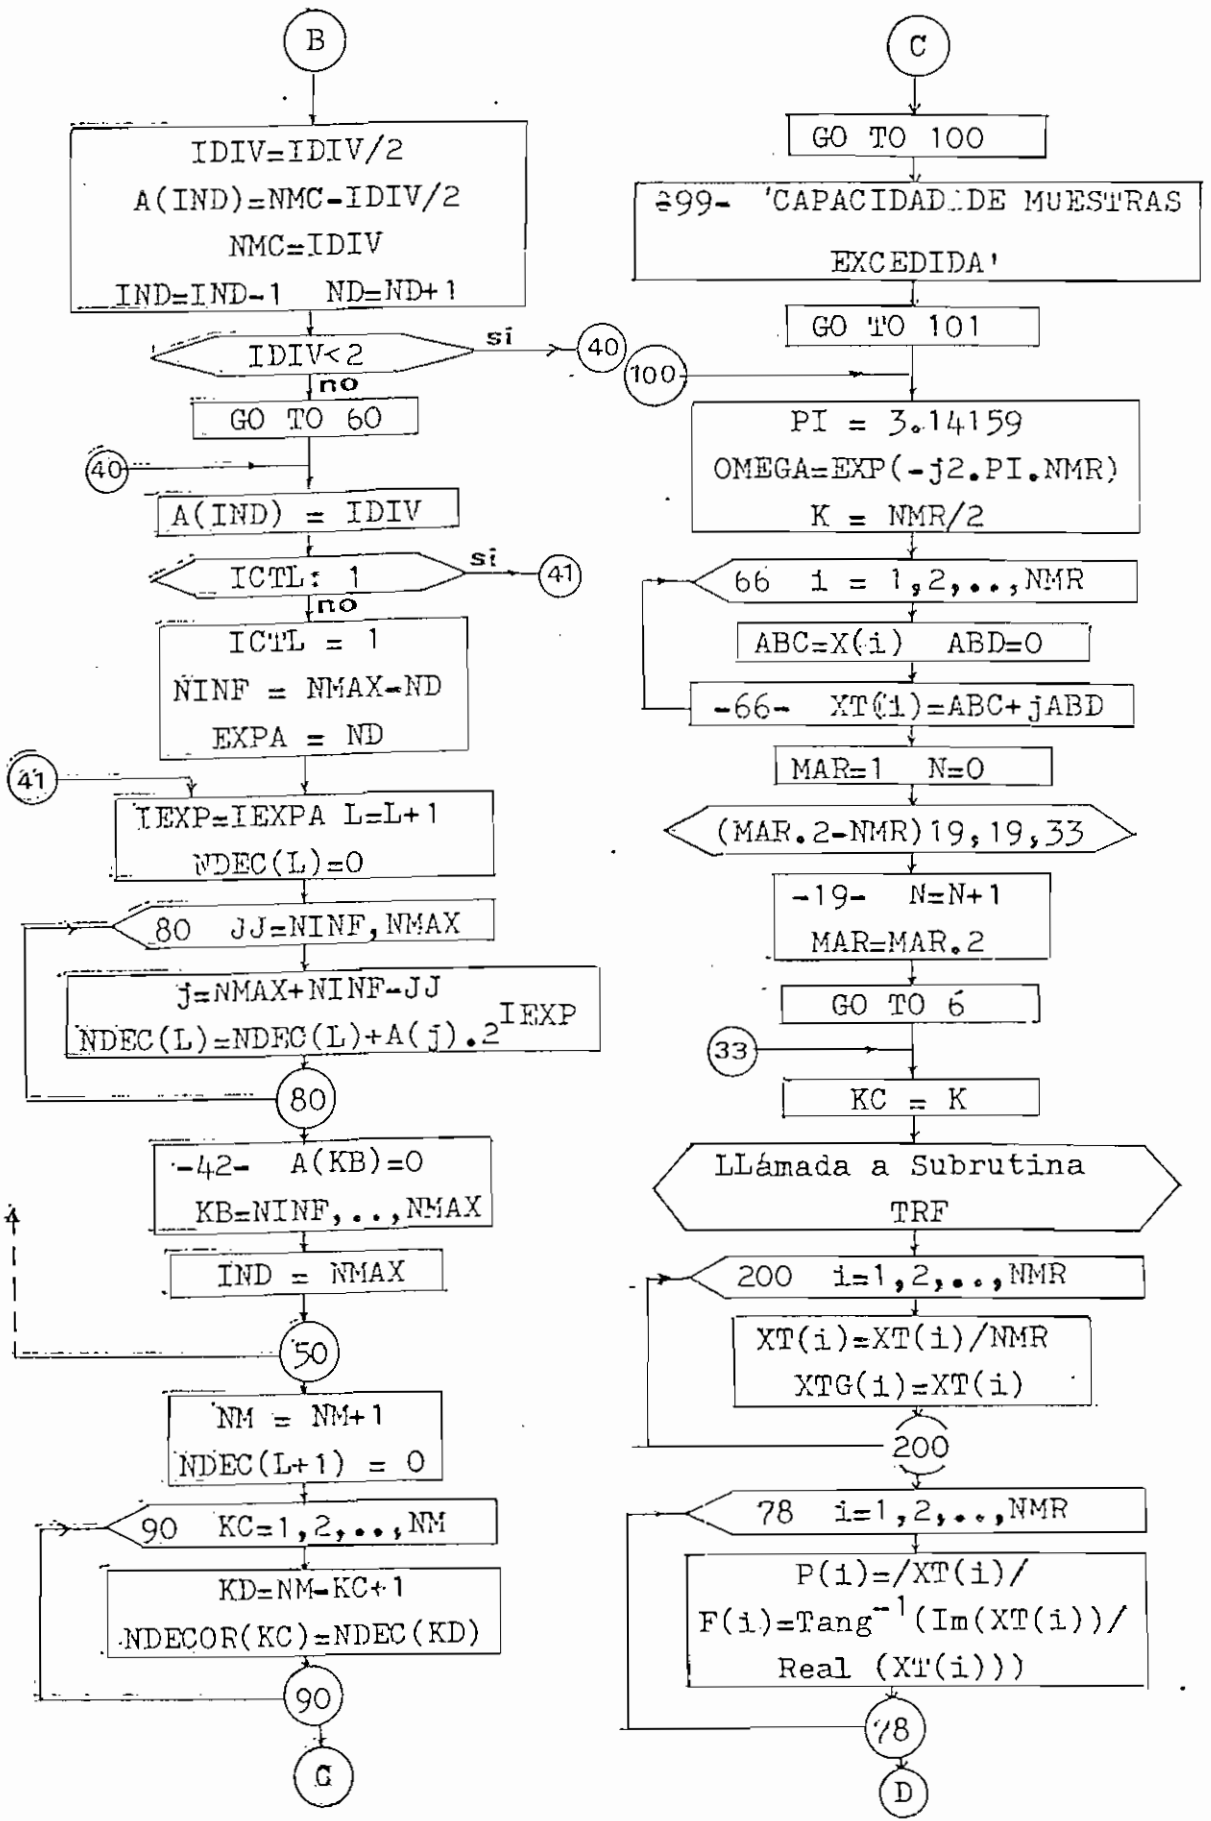 B
IDIV=IDIV/2
A(IND)=NMC-IDIV/2
NMC=IDIV
IND=IND-1 ND=ND+1
IDIV<2
si
40
no
GO TO 60
40
A(IND) = IDIV
ICTL: 1
si
41
no
ICTL = 1
NINF = NMAX-ND
EXPA = ND
41
IEXP=IEXPA L=L+1
NDEC(L)=0
80 JJ=NINF,NMAX
j=NMAX+NINF-JJ
NDEC(L)=NDEC(L)+A(j).2^IEXP
80
-42- A(KB)=0
KB=NINF,..,NMAX
IND = NMAX
50
NM = NM+1
NDEC(L+1) = 0
90 KC=1,2,..,NM
KD=NM-KC+1
NDECOR(KC)=NDEC(KD)
90
C
C
GO TO 100
-99- 'CAPACIDAD DE MUESTRAS
EXCEDIDA'
GO TO 101
100
PI = 3.14159
OMEGA=EXP(-j2.PI.NMR)
K = NMR/2
66 i = 1,2,..,NMR
ABC=X(i) ABD=0
-66- XT(i)=ABC+jABD
MAR=1 N=0
(MAR.2-NMR)19,19,33
-19- N=N+1
MAR=MAR.2
GO TO 6
33
KC = K
LLámada a Subrutina
TRF
200 i=1,2,..,NMR
XT(i)=XT(i)/NMR
XTG(i)=XT(i)
200
78 i=1,2,..,NMR
P(i)=/XT(i)/
F(i)=Tang⁻¹(Im(XT(i))/
Real (XT(i)))
78
D